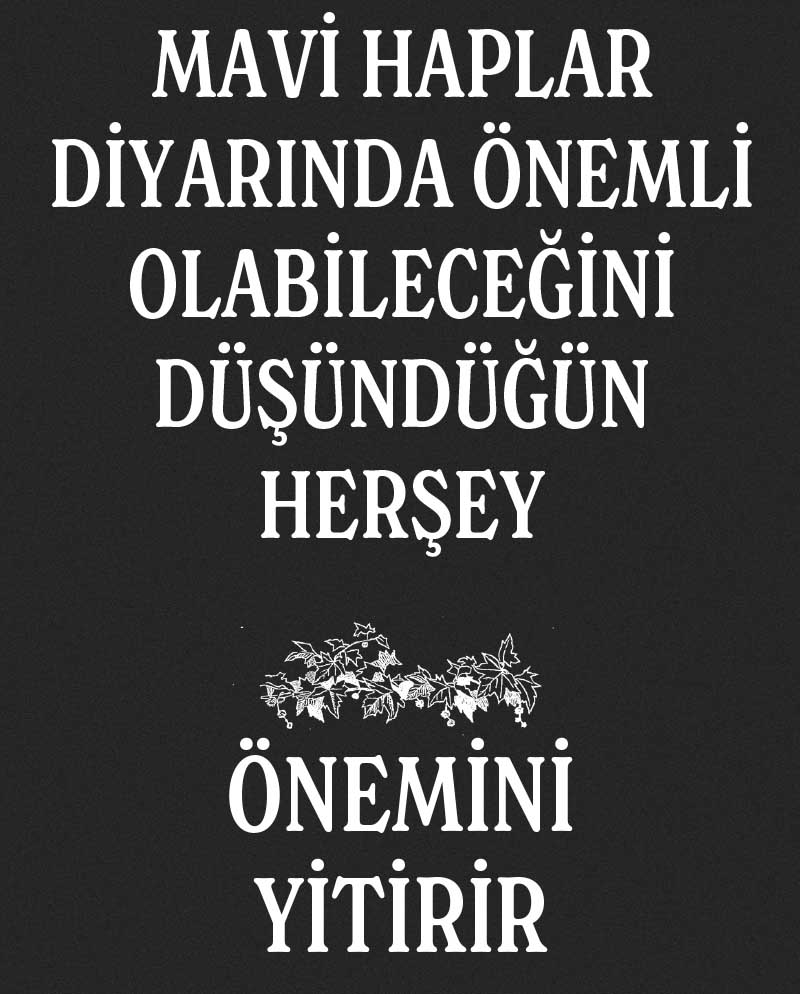 MAVİ HAPLAR
DİYARINDA ÖNEMLİ
OLABİLECEĞİNİ
DÜŞÜNDÜĞÜN
HERŞEY
ÖNEMİNİ
YİTİRİR